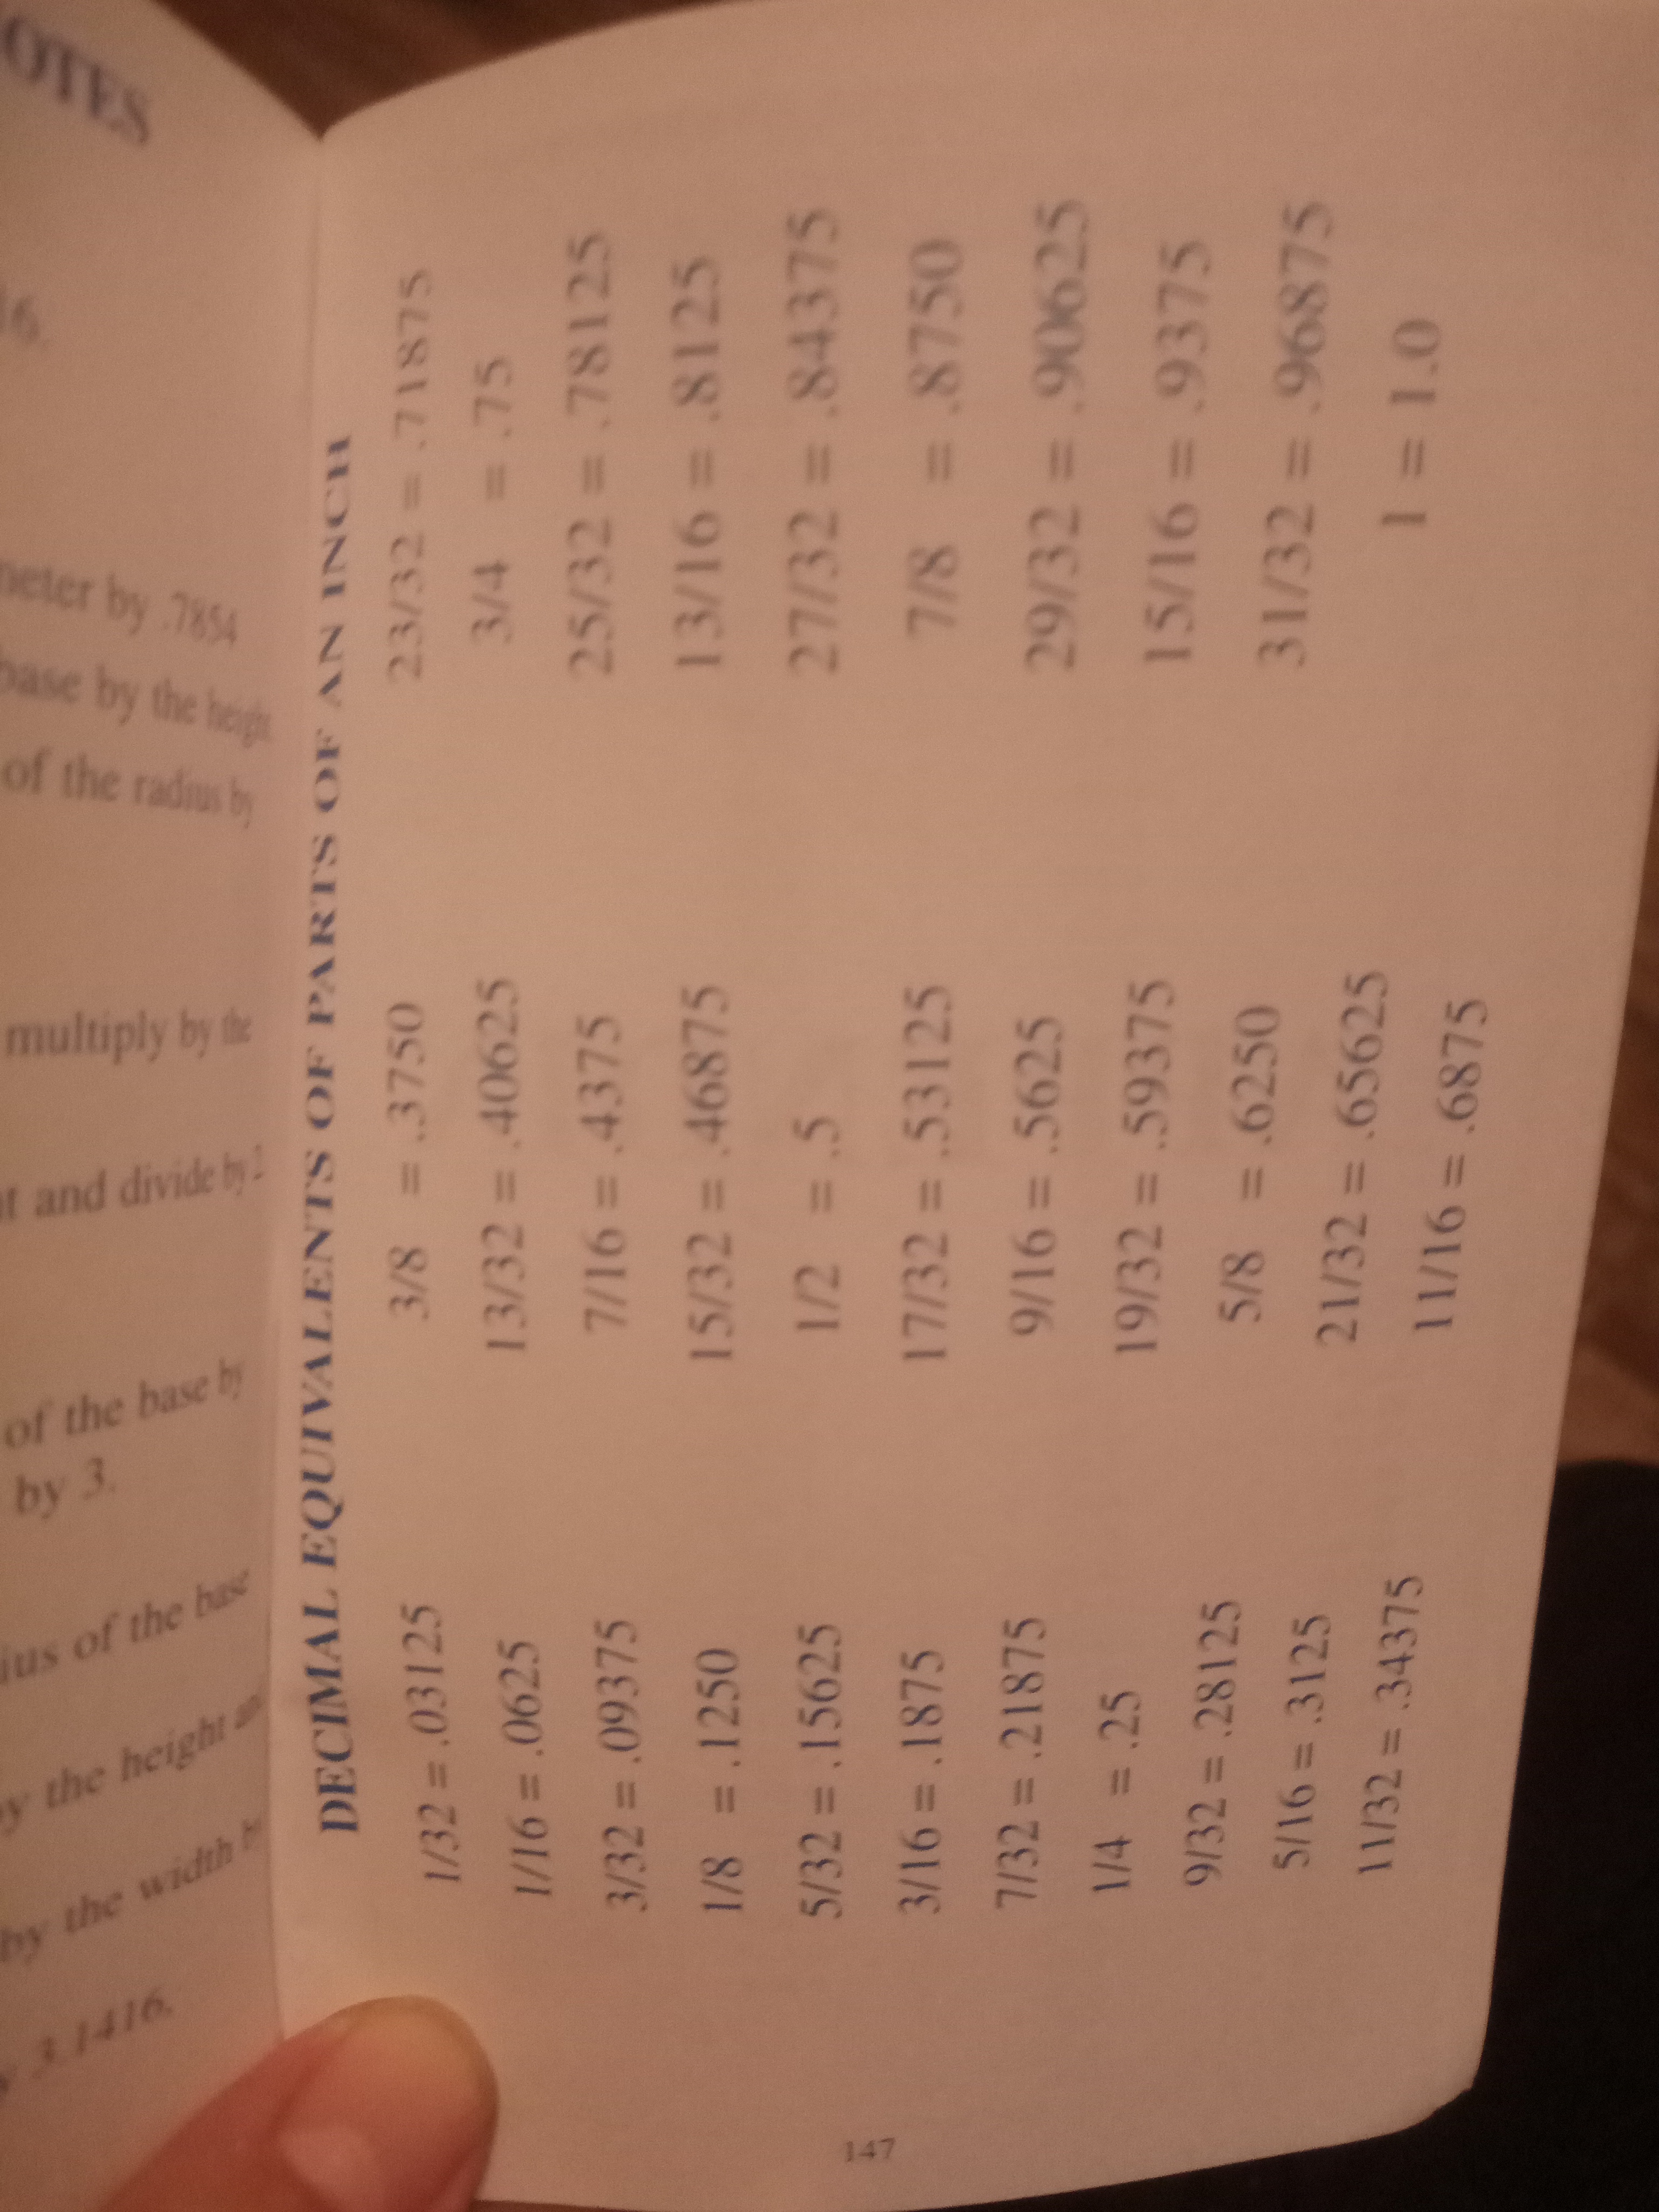 OTES
16.
meter by .7854
base by the height
of the radius by
multiply by the
and divide by 2
of the base by
by 3.
of the base
the height
by the width
3.1416.
DECIMAL EQUIVALENTS OF PARTS OF AN INCH
1/32 = .03125
1/16 = .0625
3/32 = .09375
1/8 = .1250
5/32 = .15625
3/16 = .1875
7/32 = .21875
1/4 = .25
9/32 = .28125
5/16 = .3125
11/32 = .34375
3/8 = .3750
13/32 = .40625
7/16 = .4375
15/32 = .46875
1/2 = .5
17/32 = .53125
9/16 = .5625
19/32 = .59375
5/8 = .6250
21/32 = .65625
11/16 = .6875
23/32 = .71875
3/4 = .75
25/32 = .78125
13/16 = .8125
27/32 = .84375
7/8 = .8750
29/32 = .90625
15/16 = .9375
31/32 = .96875
1 = 1.0
147